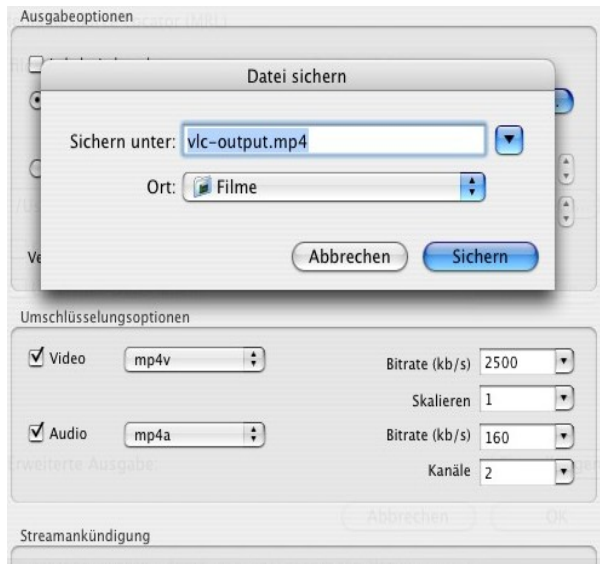 Ausgabeoptionen
Datei sichern
Sichern unter: vlc-output.mp4
Ort: Filme
Abbrechen Sichern
Umschlüsselungsoptionen
Video mp4v Bitrate (kb/s) 2500
Skalieren 1
Audio mp4a Bitrate (kb/s) 160
Erweiterte Ausgabe: Kanäle 2
Abbrechen OK
Streamankündigung